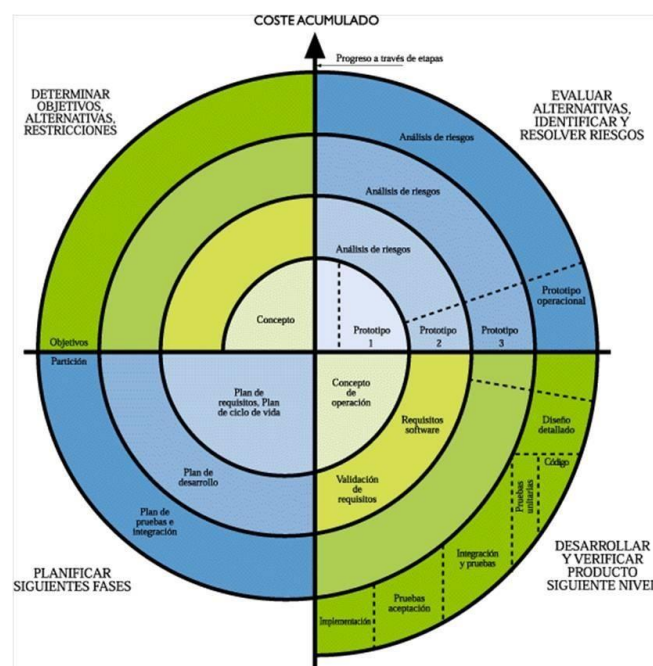 COSTE ACUMULADO
Progreso a través de etapas
DETERMINAR
OBJETIVOS,
ALTERNATIVAS,
RESTRICCIONES
EVALUAR
ALTERNATIVAS,
IDENTIFICAR Y
RESOLVER RIESGOS
Análisis de riesgos
Análisis de riesgos
Análisis de riesgos
Concepto
Prototipo
1
Prototipo
2
Prototipo
3
Prototipo
operacional
Objetivos
Partición
Plan de
requisitos, Plan
de ciclo de vida
Concepto
de
operación
Requisitos
software
Diseño
detallado
Código
Pruebas
unitarias
Plan de
desarrollo
Validación
de
requisitos
Plan de
pruebas e
integración
Integración
y pruebas
Pruebas
aceptación
Implementación
PLANIFICAR
SIGUIENTES FASES
DESARROLLAR
Y VERIFICAR
PRODUCTO
SIGUIENTE NIVE